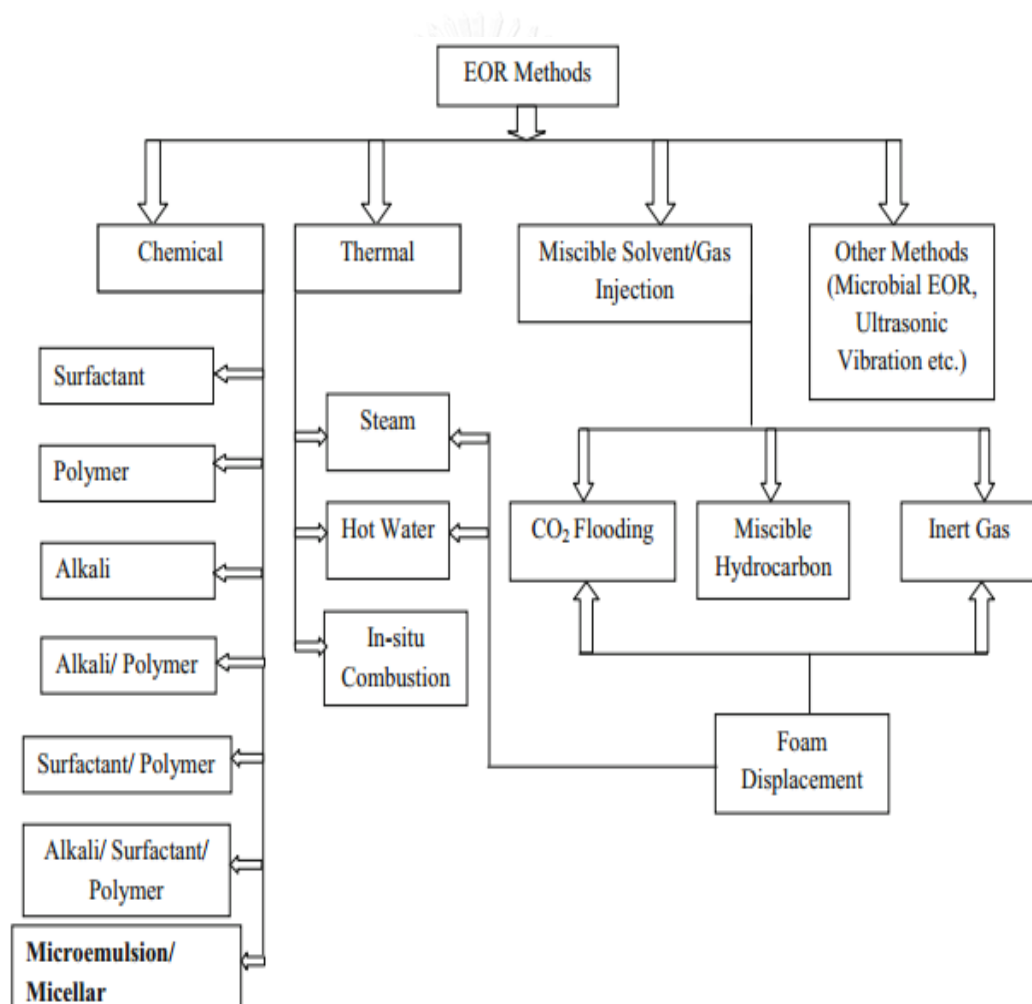 EOR Methods
Chemical
Thermal
Miscible Solvent/Gas
Injection
Other Methods
(Microbial EOR,
Ultrasonic
Vibration etc.)
Surfactant
Polymer
Alkali
Alkali/ Polymer
Surfactant/ Polymer
Alkali/ Surfactant/
Polymer
Microemulsion/
Micellar
Steam
Hot Water
In-situ
Combustion
CO₂ Flooding
Miscible
Hydrocarbon
Inert Gas
Foam
Displacement